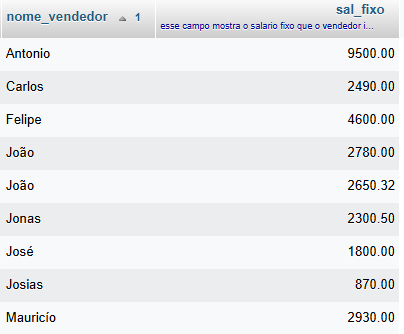 nome_vendedor 1 sal_fixo
esse campo mostra o salario fixo que o vendedor i...
Antonio 9500.00
Carlos 2490.00
Felipe 4600.00
João 2780.00
João 2650.32
Jonas 2300.50
José 1800.00
Josias 870.00
Mauricío 2930.00